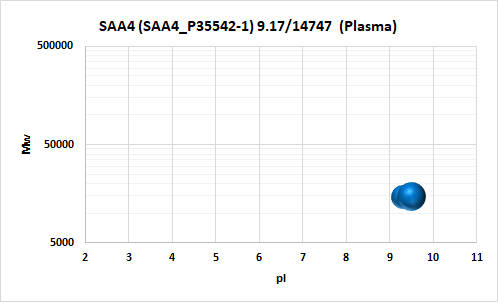 SAA4 (SAA4_P35542-1) 9.17/14747 (Plasma)
500000
50000
5000
Mw
2 3 4 5 6 7 8 9 10 11
pI